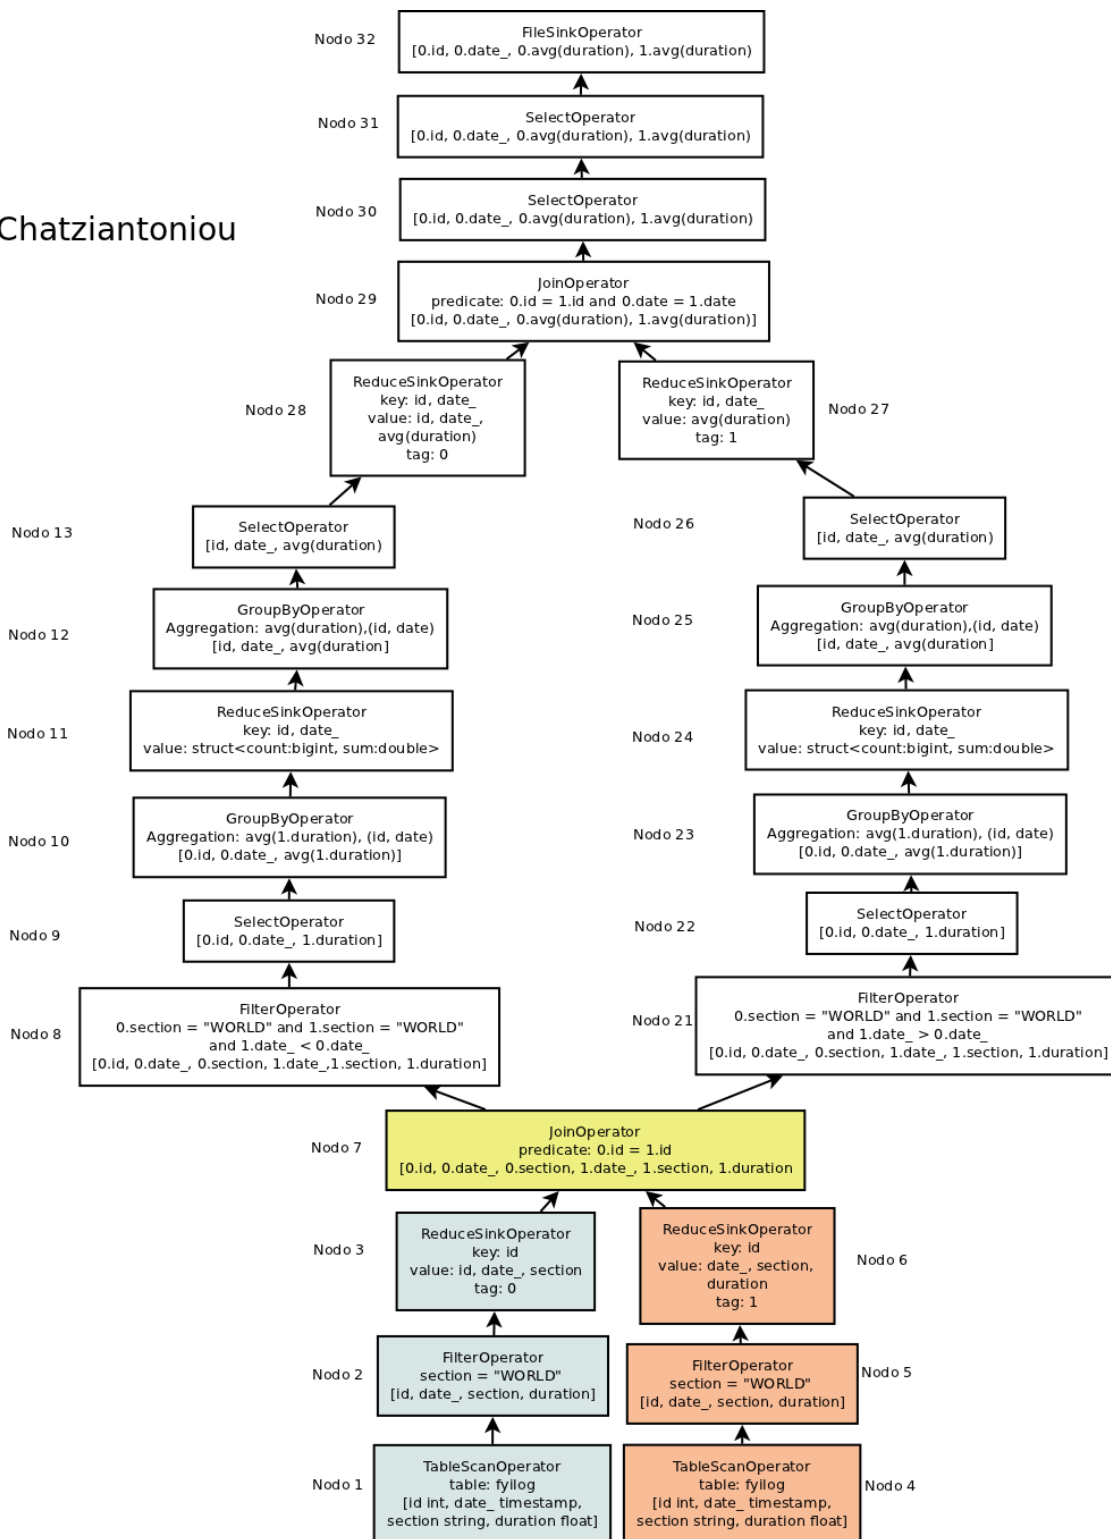 Nodo 32
FileSinkOperator
[0.id, 0.date_, 0.avg(duration), 1.avg(duration)
Nodo 31
SelectOperator
[0.id, 0.date_, 0.avg(duration), 1.avg(duration)
Nodo 30
SelectOperator
[0.id, 0.date_, 0.avg(duration), 1.avg(duration)
Chatziantoniou
Nodo 29
JoinOperator
predicate: 0.id = 1.id and 0.date = 1.date
[0.id, 0.date_, 0.avg(duration), 1.avg(duration)]
Nodo 28
ReduceSinkOperator
key: id, date_
value: id, date_,
avg(duration)
tag: 0
ReduceSinkOperator
key: id, date_
value: avg(duration)
tag: 1
Nodo 27
Nodo 13
SelectOperator
[id, date_, avg(duration)
Nodo 26
SelectOperator
[id, date_, avg(duration)
Nodo 12
GroupByOperator
Aggregation: avg(duration),(id, date)
[id, date_, avg(duration]
Nodo 25
GroupByOperator
Aggregation: avg(duration),(id, date)
[id, date_, avg(duration]
Nodo 11
ReduceSinkOperator
key: id, date_
value: struct<count:bigint, sum:double>
Nodo 24
ReduceSinkOperator
key: id, date_
value: struct<count:bigint, sum:double>
Nodo 10
GroupByOperator
Aggregation: avg(1.duration), (id, date)
[0.id, 0.date_, avg(1.duration)]
Nodo 23
GroupByOperator
Aggregation: avg(1.duration), (id, date)
[0.id, 0.date_, avg(1.duration)]
Nodo 9
SelectOperator
[0.id, 0.date_, 1.duration]
Nodo 22
SelectOperator
[0.id, 0.date_, 1.duration]
Nodo 8
FilterOperator
0.section = "WORLD" and 1.section = "WORLD"
and 1.date_ < 0.date_
[0.id, 0.date_, 0.section, 1.date_,1.section, 1.duration]
Nodo 21
FilterOperator
0.section = "WORLD" and 1.section = "WORLD"
and 1.date_ > 0.date_
[0.id, 0.date_, 0.section, 1.date_, 1.section, 1.duration]
Nodo 7
JoinOperator
predicate: 0.id = 1.id
[0.id, 0.date_, 0.section, 1.date_, 1.section, 1.duration
Nodo 3
ReduceSinkOperator
key: id
value: id, date_, section
tag: 0
ReduceSinkOperator
key: id
value: date_, section,
duration
tag: 1
Nodo 6
Nodo 2
FilterOperator
section = "WORLD"
[id, date_, section, duration]
FilterOperator
section = "WORLD"
[id, date_, section, duration]
Nodo 5
Nodo 1
TableScanOperator
table: fyilog
[id int, date_ timestamp,
section string, duration float]
TableScanOperator
table: fyilog
[id int, date_ timestamp,
section string, duration float]
Nodo 4